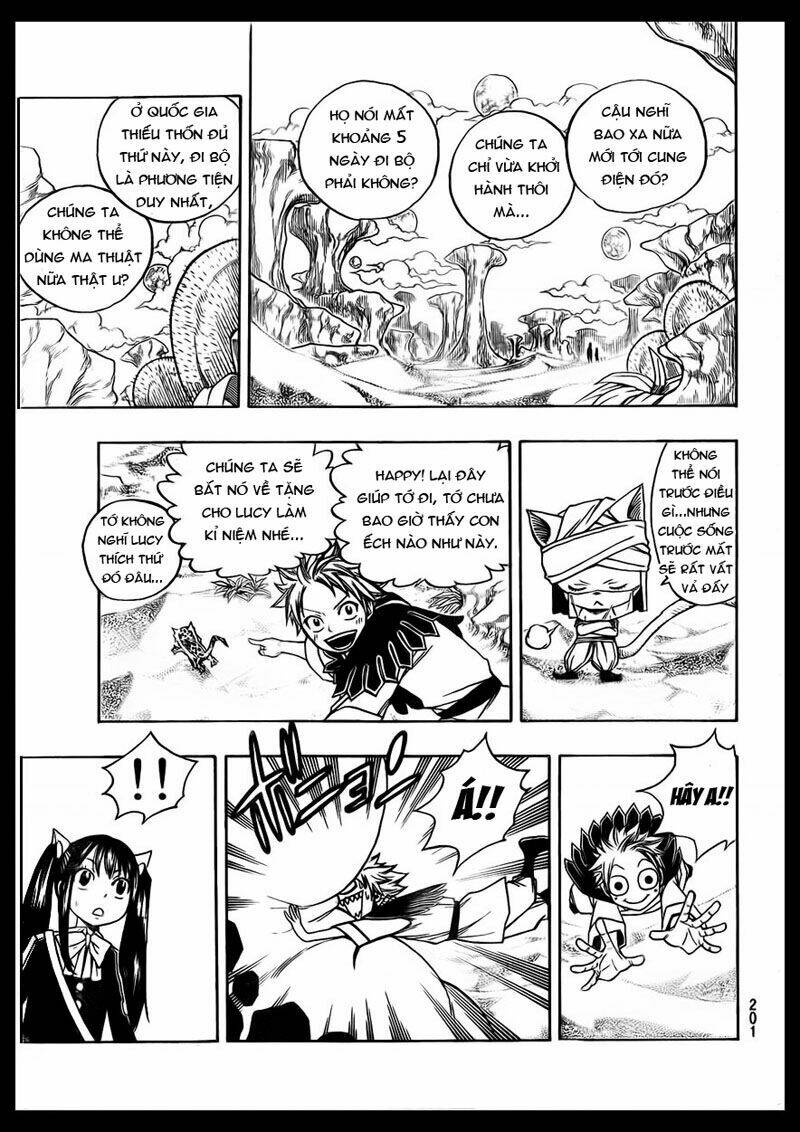 CẬU NGHĨ
BAO XA NỮA
MỚI TỚI CUNG
ĐIỆN ĐÓ?
CHÚNG TA
CHỈ VỪA KHỞI
HÀNH THÔI
MÀ...
HỌ NÓI MẤT
KHOẢNG 5
NGÀY ĐI BỘ
PHẢI KHÔNG?
Ở QUỐC GIA
THIẾU THỐN ĐỦ
THỨ NÀY, ĐI BỘ
LÀ PHƯƠNG TIỆN
DUY NHẤT,
CHÚNG TA
KHÔNG THỂ
DÙNG MA THUẬT
NỮA THẬT U?
KHÔNG
THỂ NÓI
TRƯỚC ĐIỀU
GÌ...NHƯNG
CUỘC SỐNG
TRƯỚC MẮT
SẼ RẤT VẤT
VẢ ĐẤY
HAPPY! LẠI ĐÂY
GIÚP TỚ ĐI, TỚ CHƯA
BAO GIỜ THẤY CON
ẾCH NÀO NHƯ NÀY.
CHÚNG TA SẼ
BẮT NÓ VỀ TẶNG
CHO LUCY LÀM
KỈ NIỆM NHÉ...
TỚ KHÔNG
NGHĨ LUCY
THÍCH THỨ
ĐÓ ĐÂU...
HÂY A!!
Á!!
ボヨン
!!
201